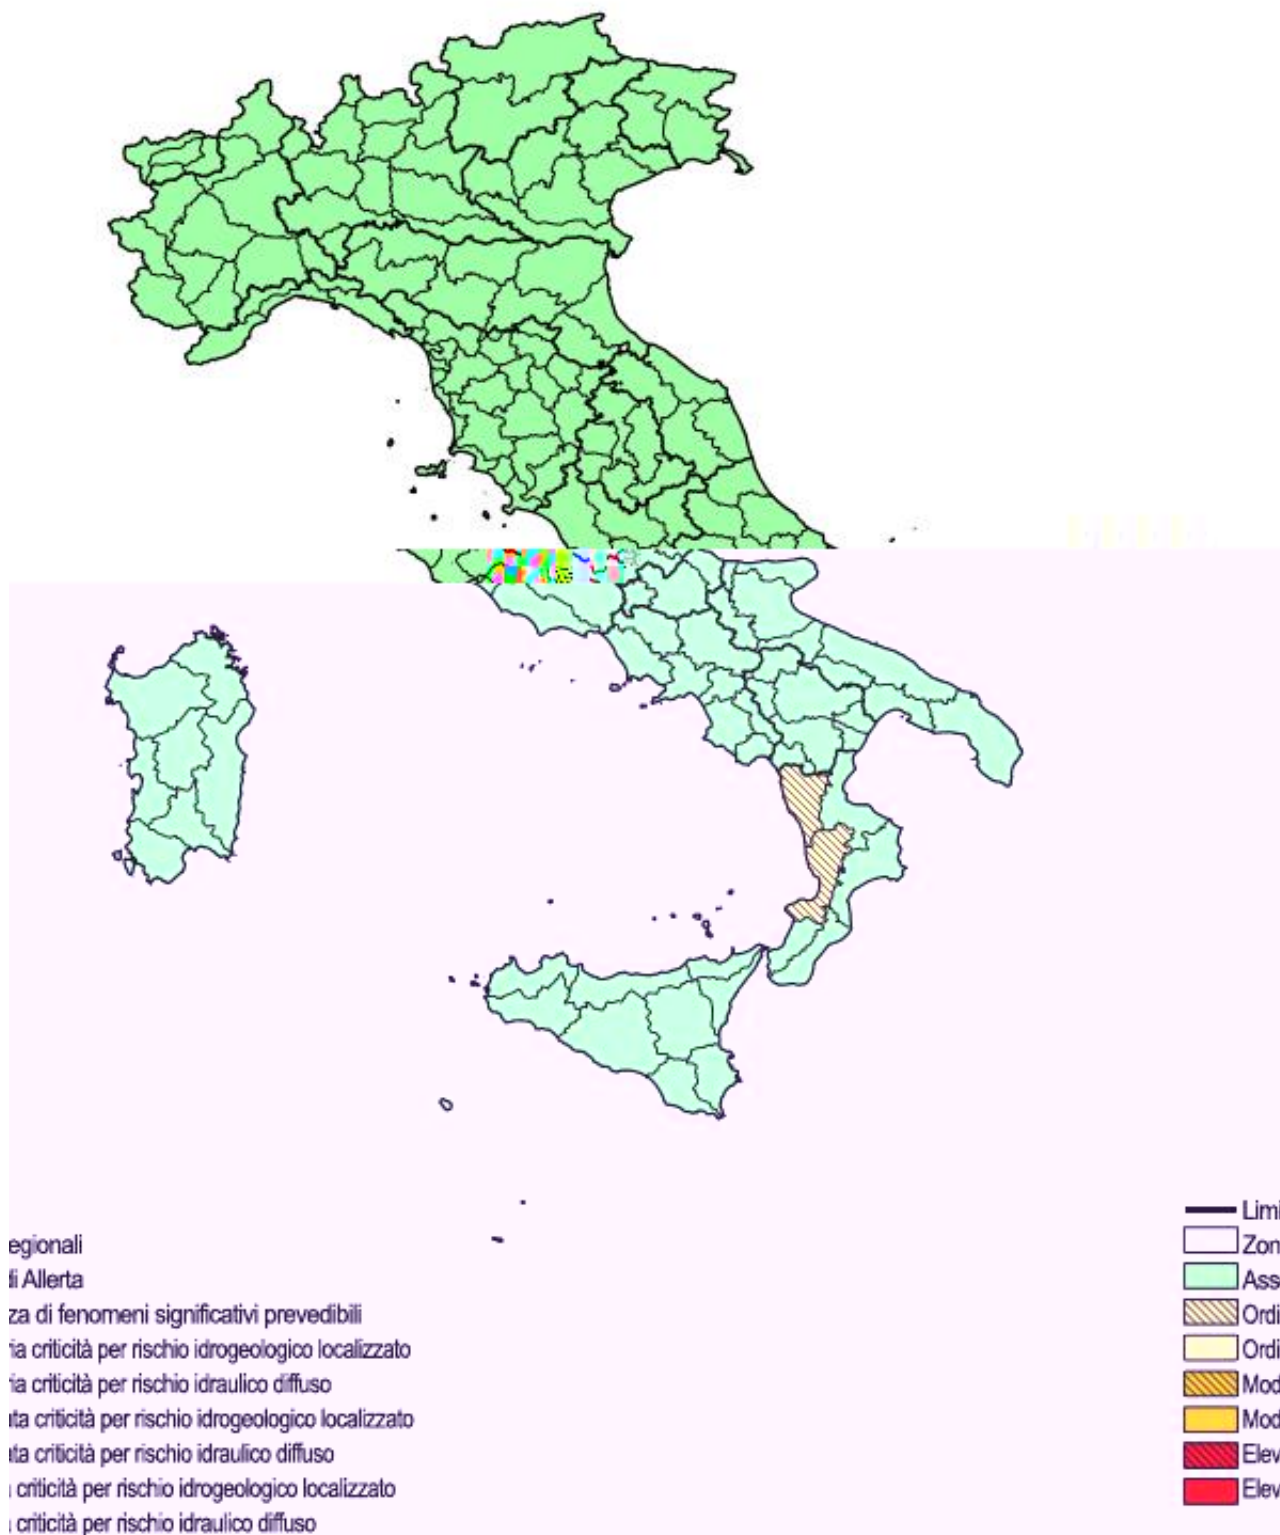 Limi
egionali
Zon
di Allerta
Ass
za di fenomeni significativi prevedibili
Ordi
ria criticità per rischio idrogeologico localizzato
Ordi
ria criticità per rischio idraulico diffuso
Mod
ata criticità per rischio idrogeologico localizzato
Mod
ata criticità per rischio idraulico diffuso
Elev
criticità per rischio idrogeologico localizzato
Elev
criticità per rischio idraulico diffuso